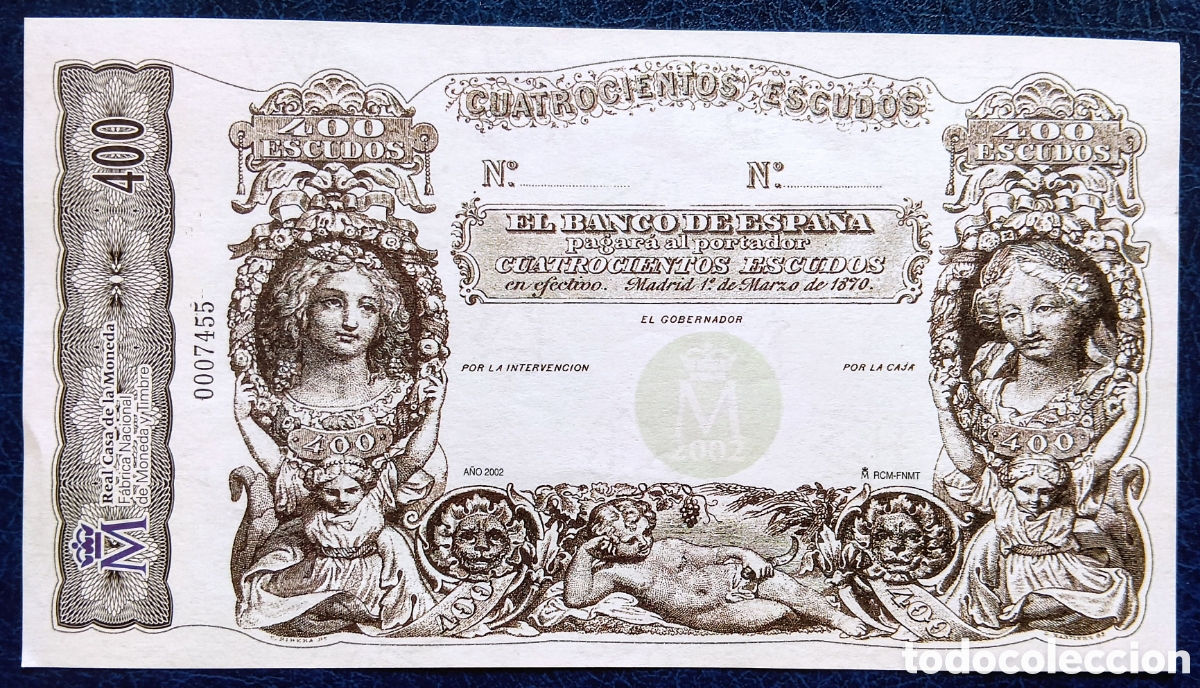 CUATROCIENTOS ESCUDOS
400
ESCUDOS
400
ESCUDOS
Nº
Nº
EL BANCO DE ESPAÑA
pagará al portador
CUATROCIENTOS ESCUDOS
en efectivo. Madrid 1º de Marzo de 1870.
EL GOBERNADOR
POR LA INTERVENCION
POR LA CAJA
M
2002
AÑO 2002
M RCM-FNMT
400
400
400
400
400
0007455
M
Real Casa de la Moneda
Fábrica Nacional
de Moneda y Timbre
todocoleccion